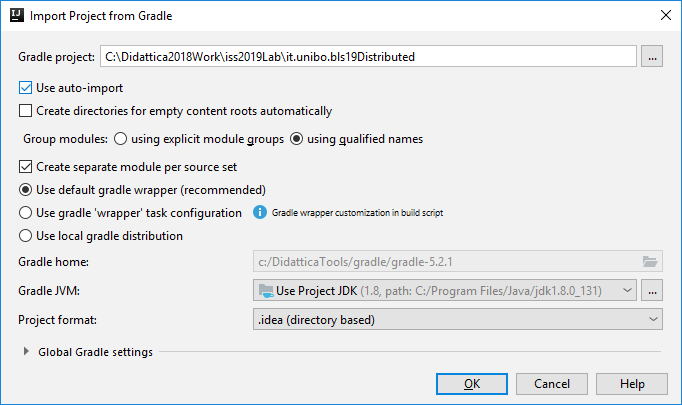 IJ Import Project from Gradle
Gradle project: C:\Didattica2018Work\iss2019Lab\it.unibo.bls19Distributed ...
Use auto-import
Create directories for empty content roots automatically
Group modules: using explicit module groups using qualified names
Create separate module per source set
Use default gradle wrapper (recommended)
Use gradle 'wrapper' task configuration Gradle wrapper customization in build script
Use local gradle distribution
Gradle home: c:/DidatticaTools/gradle/gradle-5.2.1
Gradle JVM: Use Project JDK (1.8, path: C:/Program Files/Java/jdk1.8.0_131) ...
Project format: .idea (directory based)
Global Gradle settings
OK Cancel Help